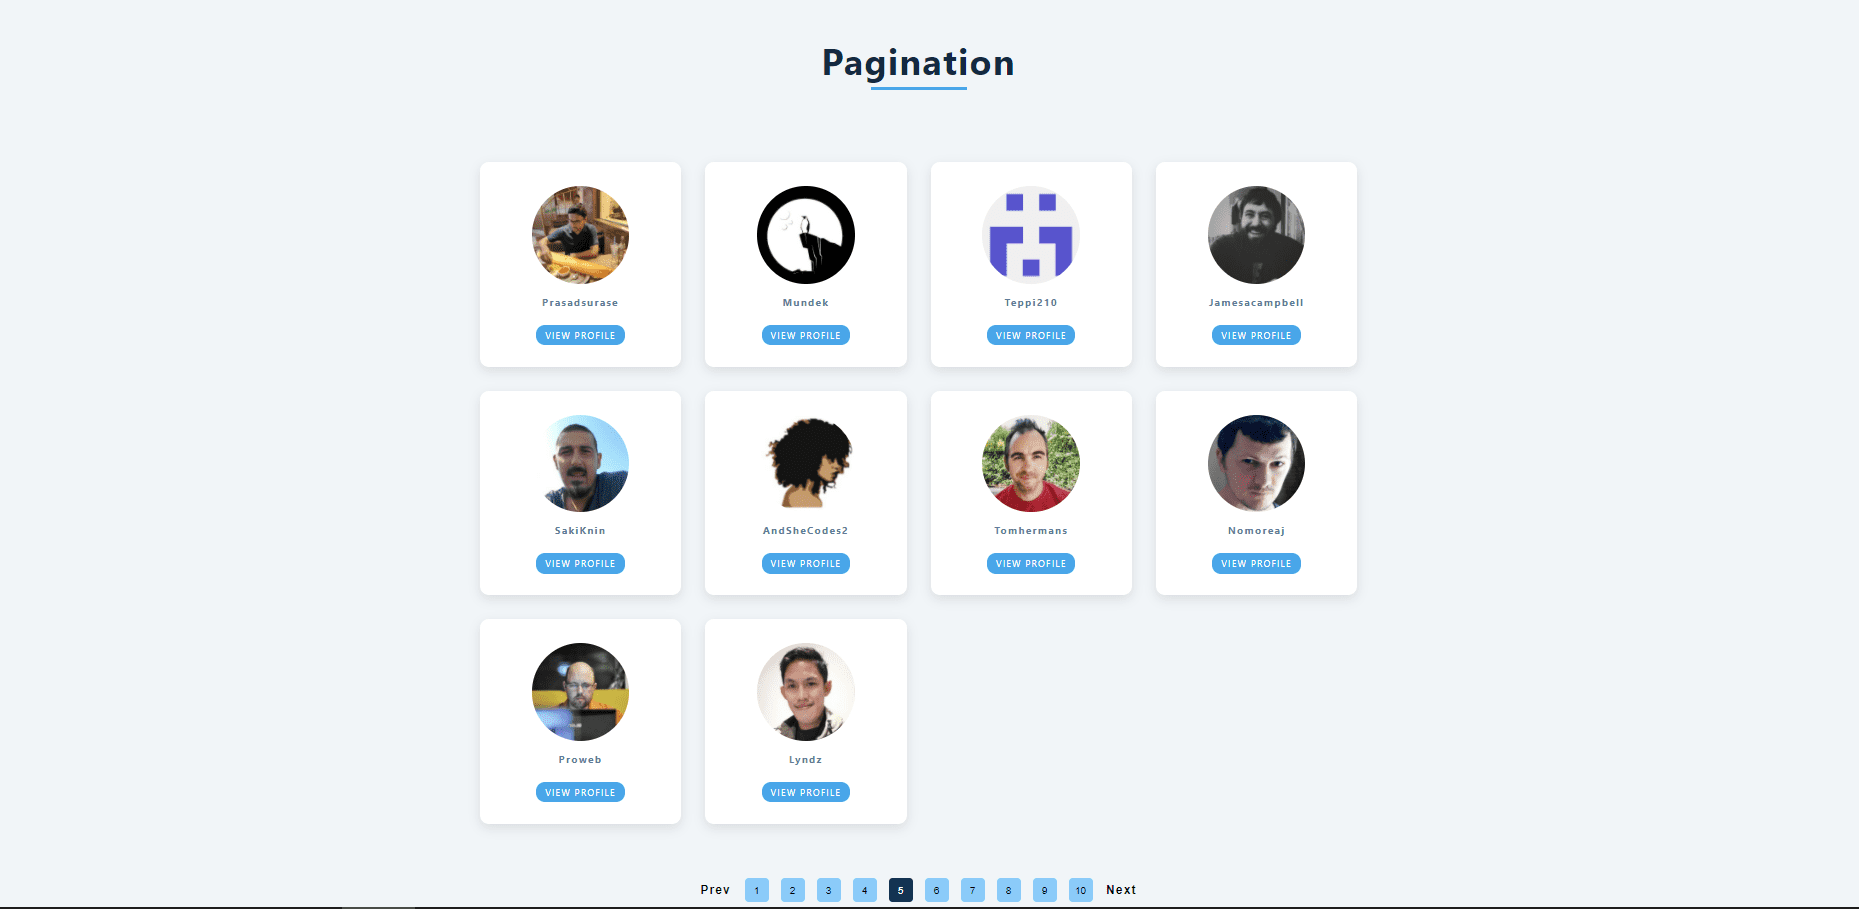 Pagination
Prasadsurase
Mundek
Teppi210
Jamesacampbell
VIEW PROFILE
VIEW PROFILE
VIEW PROFILE
VIEW PROFILE
SakiKnin
AndSheCodes2
Tomhermans
Nomoreaj
VIEW PROFILE
VIEW PROFILE
VIEW PROFILE
VIEW PROFILE
Proweb
Lyndz
VIEW PROFILE
VIEW PROFILE
Prev 1 2 3 4 5 6 7 8 9 10 Next